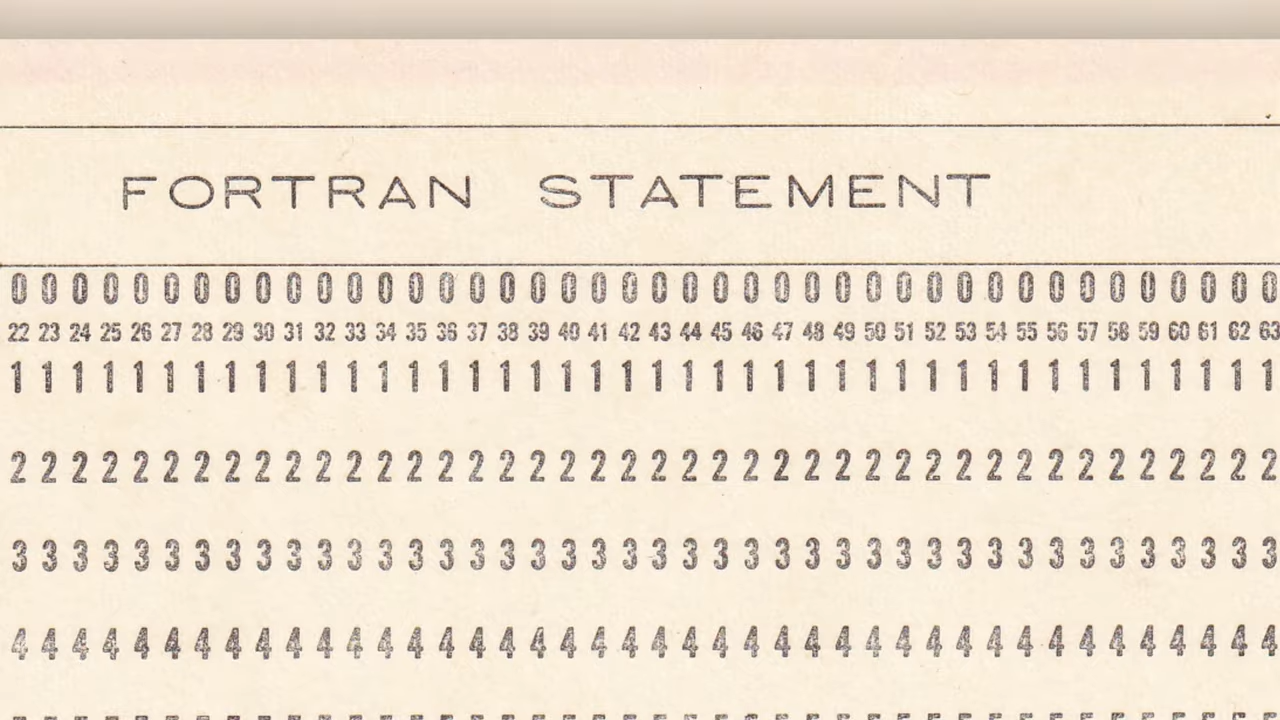 FORTRAN STATEMENT
0 0 0 0 0 0 0 0 0 0 0 0 0 0 0 0 0 0 0 0 0 0 0 0 0 0 0 0 0 0 0 0 0 0 0 0 0 0 0 0 0 0
22 23 24 25 26 27 28 29 30 31 32 33 34 35 36 37 38 39 40 41 42 43 44 45 46 47 48 49 50 51 52 53 54 55 56 57 58 59 60 61 62 63
1 1 1 1 1 1 1 1 1 1 1 1 1 1 1 1 1 1 1 1 1 1 1 1 1 1 1 1 1 1 1 1 1 1 1 1 1 1 1 1 1 1
2 2 2 2 2 2 2 2 2 2 2 2 2 2 2 2 2 2 2 2 2 2 2 2 2 2 2 2 2 2 2 2 2 2 2 2 2 2 2 2 2 2
3 3 3 3 3 3 3 3 3 3 3 3 3 3 3 3 3 3 3 3 3 3 3 3 3 3 3 3 3 3 3 3 3 3 3 3 3 3 3 3 3 3
4 4 4 4 4 4 4 4 4 4 4 4 4 4 4 4 4 4 4 4 4 4 4 4 4 4 4 4 4 4 4 4 4 4 4 4 4 4 4 4 4 4